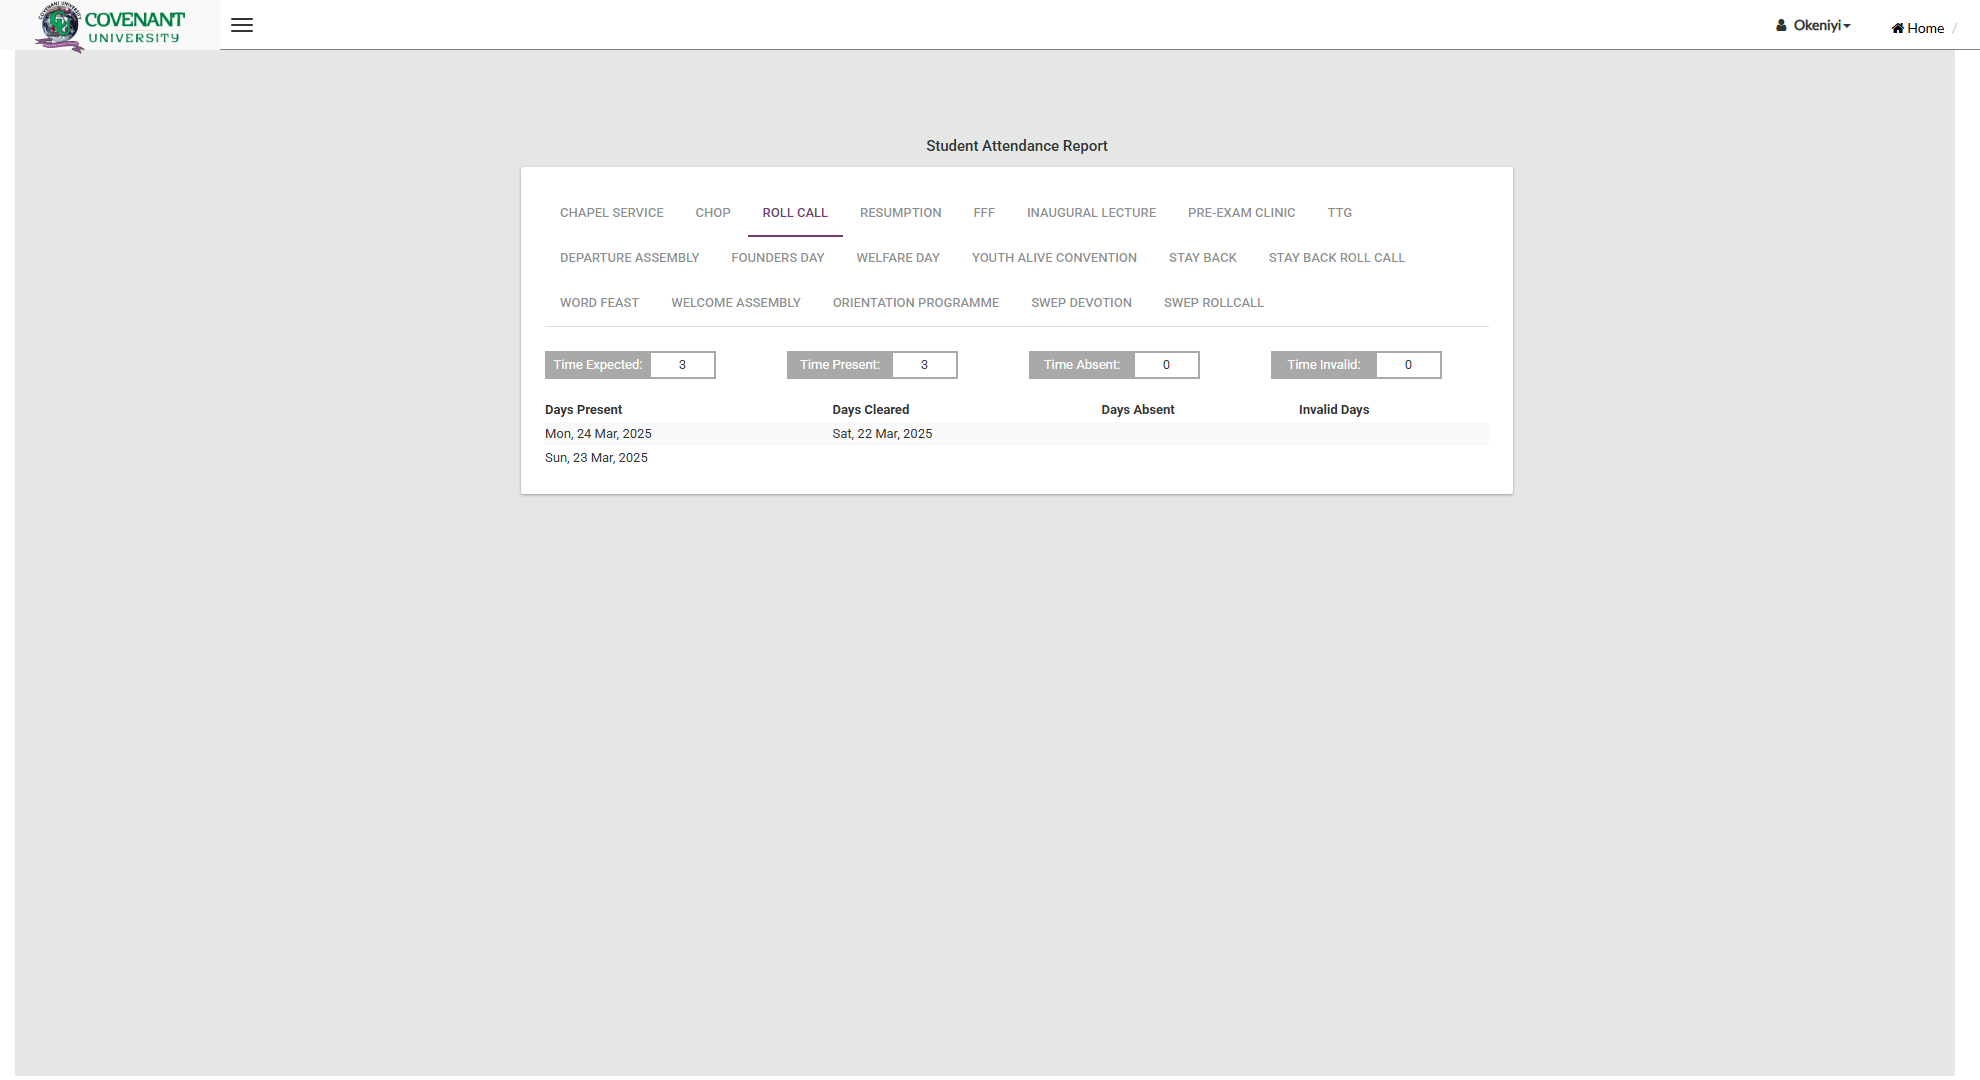 COVENANT UNIVERSITY
COVENANT
UNIVERSITY
Okeniyi
Home /
Student Attendance Report
CHAPEL SERVICE CHOP ROLL CALL RESUMPTION FFF INAUGURAL LECTURE PRE-EXAM CLINIC TTG
DEPARTURE ASSEMBLY FOUNDERS DAY WELFARE DAY YOUTH ALIVE CONVENTION STAY BACK STAY BACK ROLL CALL
WORD FEAST WELCOME ASSEMBLY ORIENTATION PROGRAMME SWEP DEVOTION SWEP ROLLCALL
Time Expected: 3 Time Present: 3 Time Absent: 0 Time Invalid: 0
Days Present Days Cleared Days Absent Invalid Days
Mon, 24 Mar, 2025 Sat, 22 Mar, 2025
Sun, 23 Mar, 2025